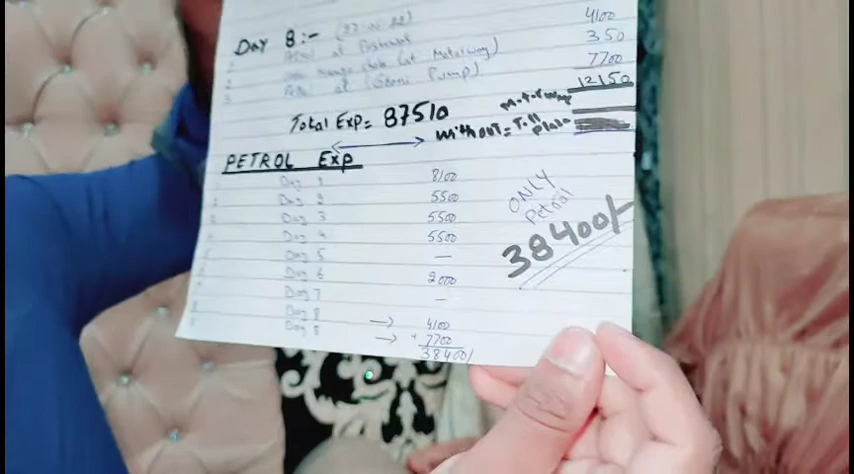 4100
DAY 8:-
Petrol at 350
(at Motorway) 7700
Petrol at Pump) 12150
Total Exp= 87510
Without= Toll Plaza
PETROL Exp
Day 1 8100
Day 2 5500
Day 3 5500
Day 4 5500
Day 5 —
Day 6 2000
Day 7 —
Day 8 → 4100
Day 8 → + 7700
38400/
ONLY
Petrol
38400/-